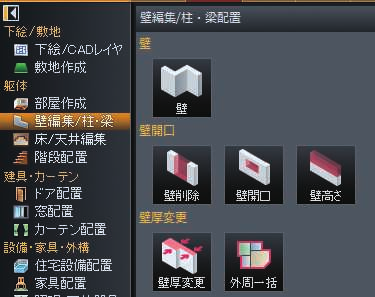 下絵/敷地
下絵/CADレイヤ
敷地作成
躯体
部屋作成
壁編集/柱・梁
床/天井編集
階段配置
建具・カーテン
ドア配置
窓配置
カーテン配置
設備・家具・外構
住宅設備配置
家具配置
壁編集/柱・梁配置
壁
壁
壁開口
壁削除
壁開口
壁高さ
壁厚変更
壁厚変更
外周一括